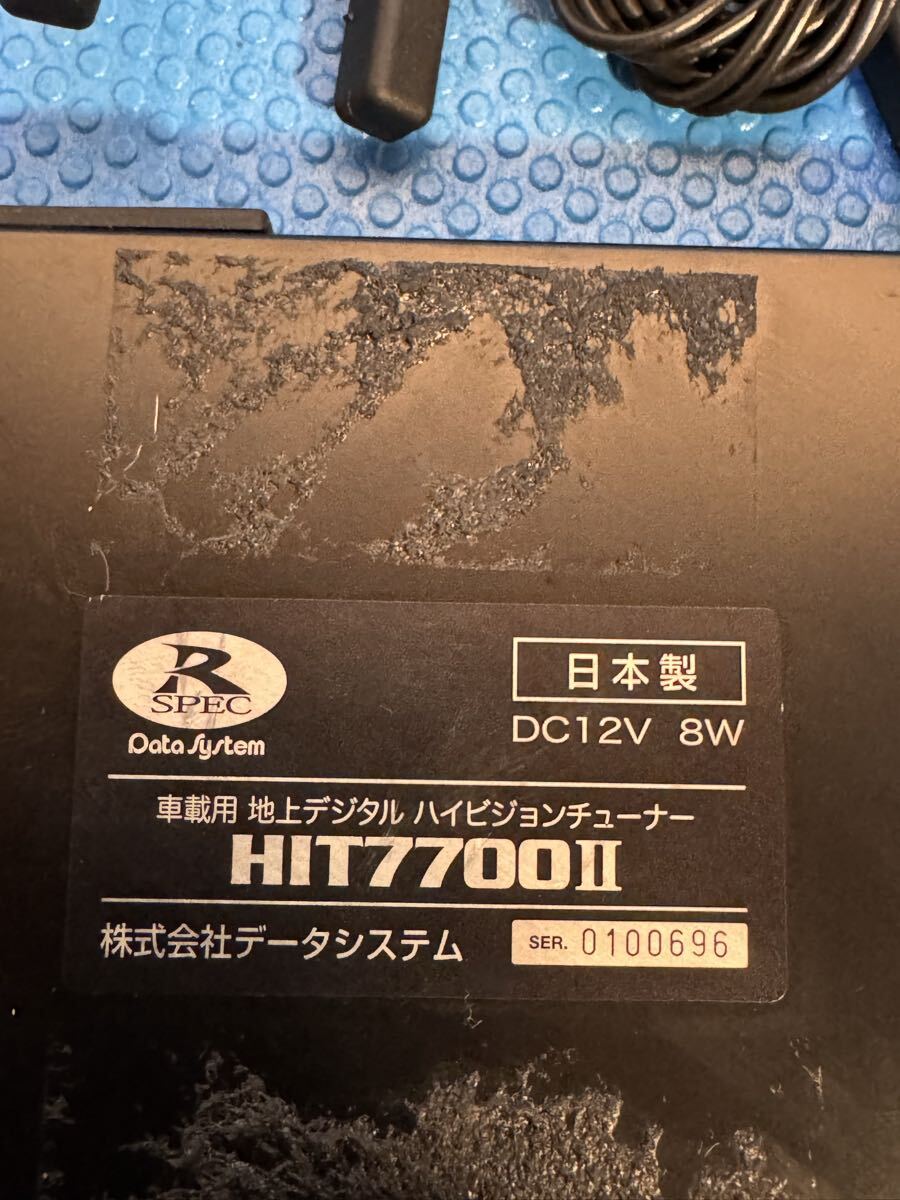 R
SPEC
Data System
日本製
DC12V 8W
車載用 地上デジタル ハイビジョンチューナー
HIT7700II
株式会社データシステム
SER. 0100696